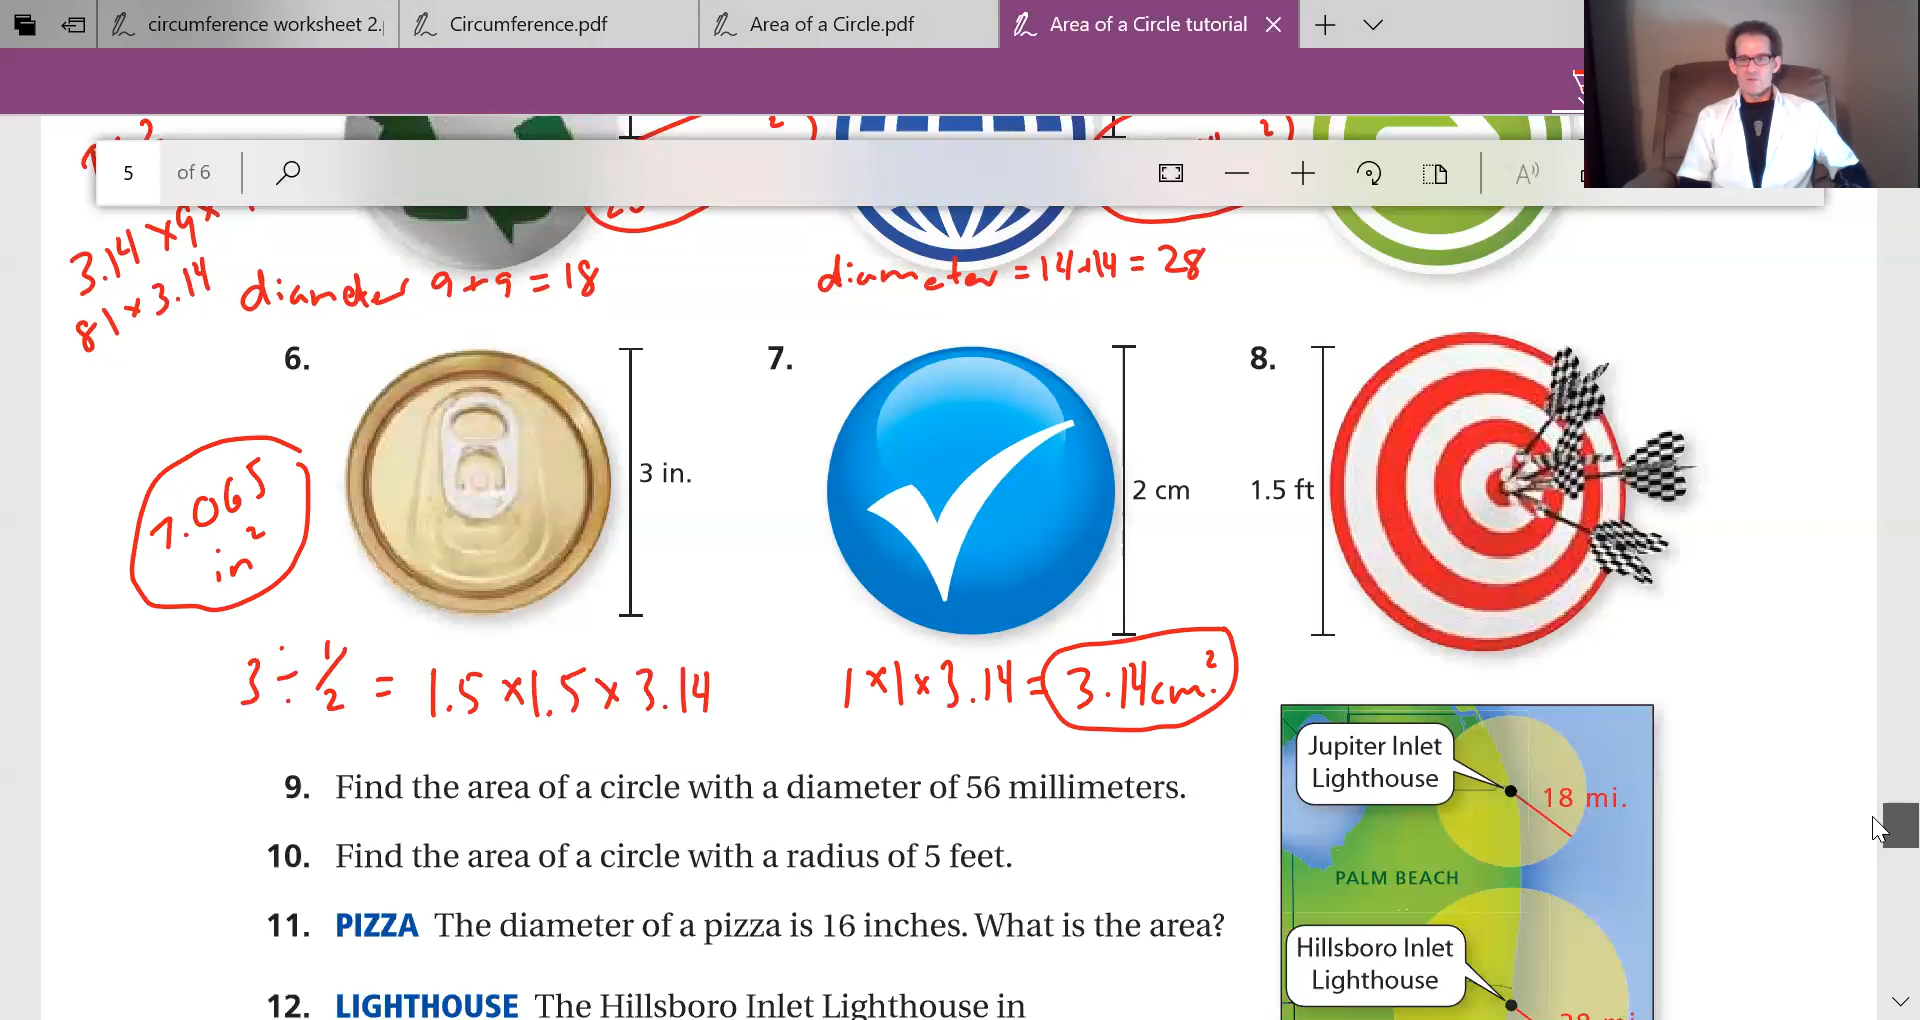 circumference worksheet 2.p
Circumference.pdf
Area of a Circle.pdf
Area of a Circle tutorial
5 of 6
3.14 x 9 x
81 x 3.14
diameter 9 + 9 = 18
diameter = 14+14 = 28
6.
3 in.
7.
2 cm
8.
1.5 ft
7.065
in²
3 ÷ 1/2 = 1.5 x 1.5 x 3.14
1 x 1 x 3.14 = 3.14 cm.²
9. Find the area of a circle with a diameter of 56 millimeters.
10. Find the area of a circle with a radius of 5 feet.
11. PIZZA The diameter of a pizza is 16 inches. What is the area?
12. LIGHTHOUSE The Hillsboro Inlet Lighthouse in
Jupiter Inlet
Lighthouse
18 mi.
PALM BEACH
Hillsboro Inlet
Lighthouse